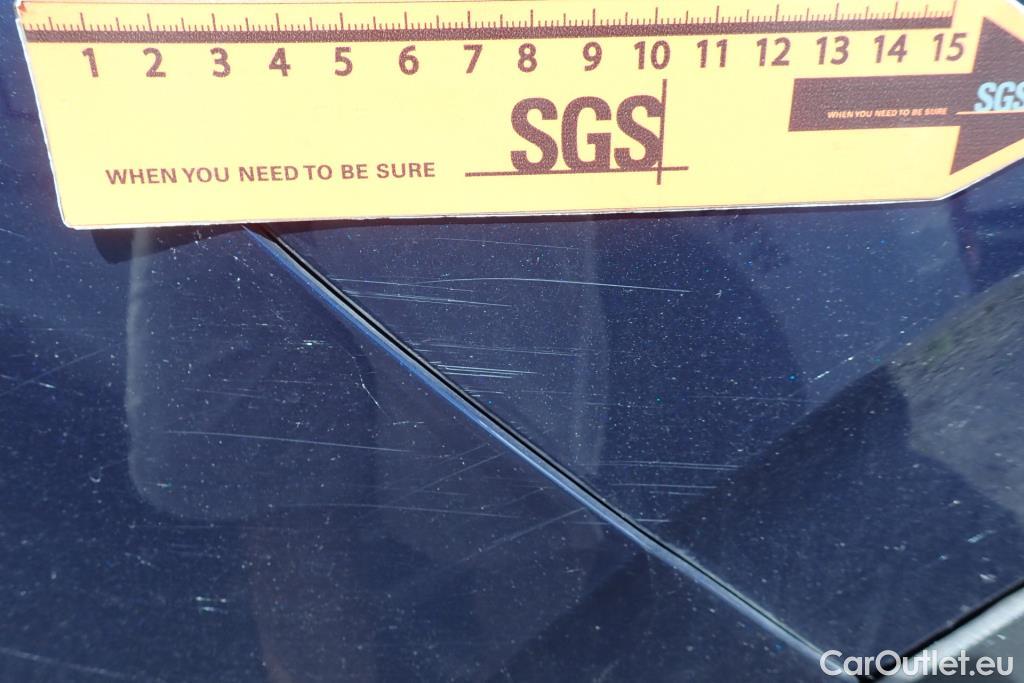 1 2 3 4 5 6 7 8 9 10 11 12 13 14 15
SGS
WHEN YOU NEED TO BE SURE
SGS
WHEN YOU NEED TO BE SURE
CarOutlet.eu